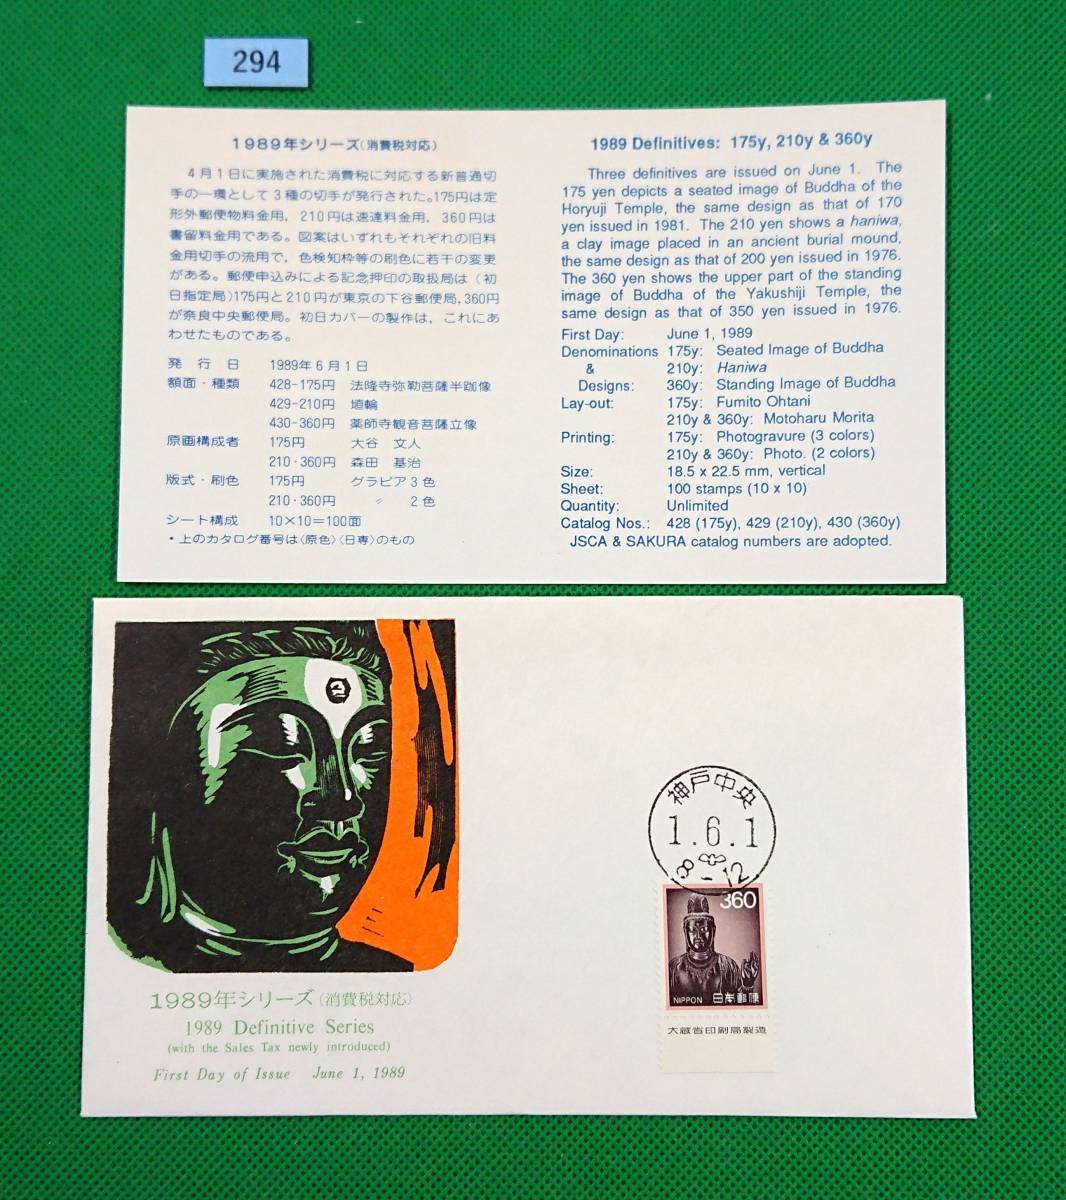 294
1989年シリーズ(消費税対応)
4月1日に実施された消費税に対応する新普通切
手の一環として3種の切手が発行された。175円は定
形外郵便物料金用,210円は速達料金用,360円は
書留料金用である。図案はいずれもそれぞれの旧料
金用切手の流用で,色検知枠等の刷色に若干の変更
がある。郵便申込みによる記念押印の取扱局は〈初
日指定局〉175円と210円が東京の下谷郵便局,360円
が奈良中央郵便局。初日カバーの製作は,これにあ
わせたものである。
発行日 1989年6月1日
額面・種類 428-175円 法隆寺弥勒菩薩半跏像
429-210円 埴輪
430-360円 薬師寺観音菩薩立像
原画構成者 175円 大谷 文人
210・360円 森田 基治
版式・刷色 175円 グラビア3色
210・360円 〃 2色
シート構成 10×10=100面
・上のカタログ番号は〈原色〉〈日専〉のもの
1989 Definitives: 175y, 210y & 360y
Three definitives are issued on June 1. The
175 yen depicts a seated image of Buddha of the
Horyuji Temple, the same design as that of 170
yen issued in 1981. The 210 yen shows a haniwa,
a clay image placed in an ancient burial mound,
the same design as that of 200 yen issued in 1976.
The 360 yen shows the upper part of the standing
image of Buddha of the Yakushiji Temple, the
same design as that of 350 yen issued in 1976.
First Day: June 1, 1989
Denominations 175y: Seated Image of Buddha
& 210y: Haniwa
Designs: 360y: Standing Image of Buddha
Lay-out: 175y: Fumito Ohtani
210y & 360y: Motoharu Morita
Printing: 175y: Photogravure (3 colors)
210y & 360y: Photo. (2 colors)
Size: 18.5 x 22.5 mm, vertical
Sheet: 100 stamps (10 x 10)
Quantity: Unlimited
Catalog Nos.: 428 (175y), 429 (210y), 430 (360y)
JSCA & SAKURA catalog numbers are adopted.
神戸中央
1.6.1
8-12
360
NIPPON 日本郵便
大蔵省印刷局製造
1989年シリーズ(消費税対応)
1989 Definitive Series
(with the Sales Tax newly introduced)
First Day of Issue June 1, 1989